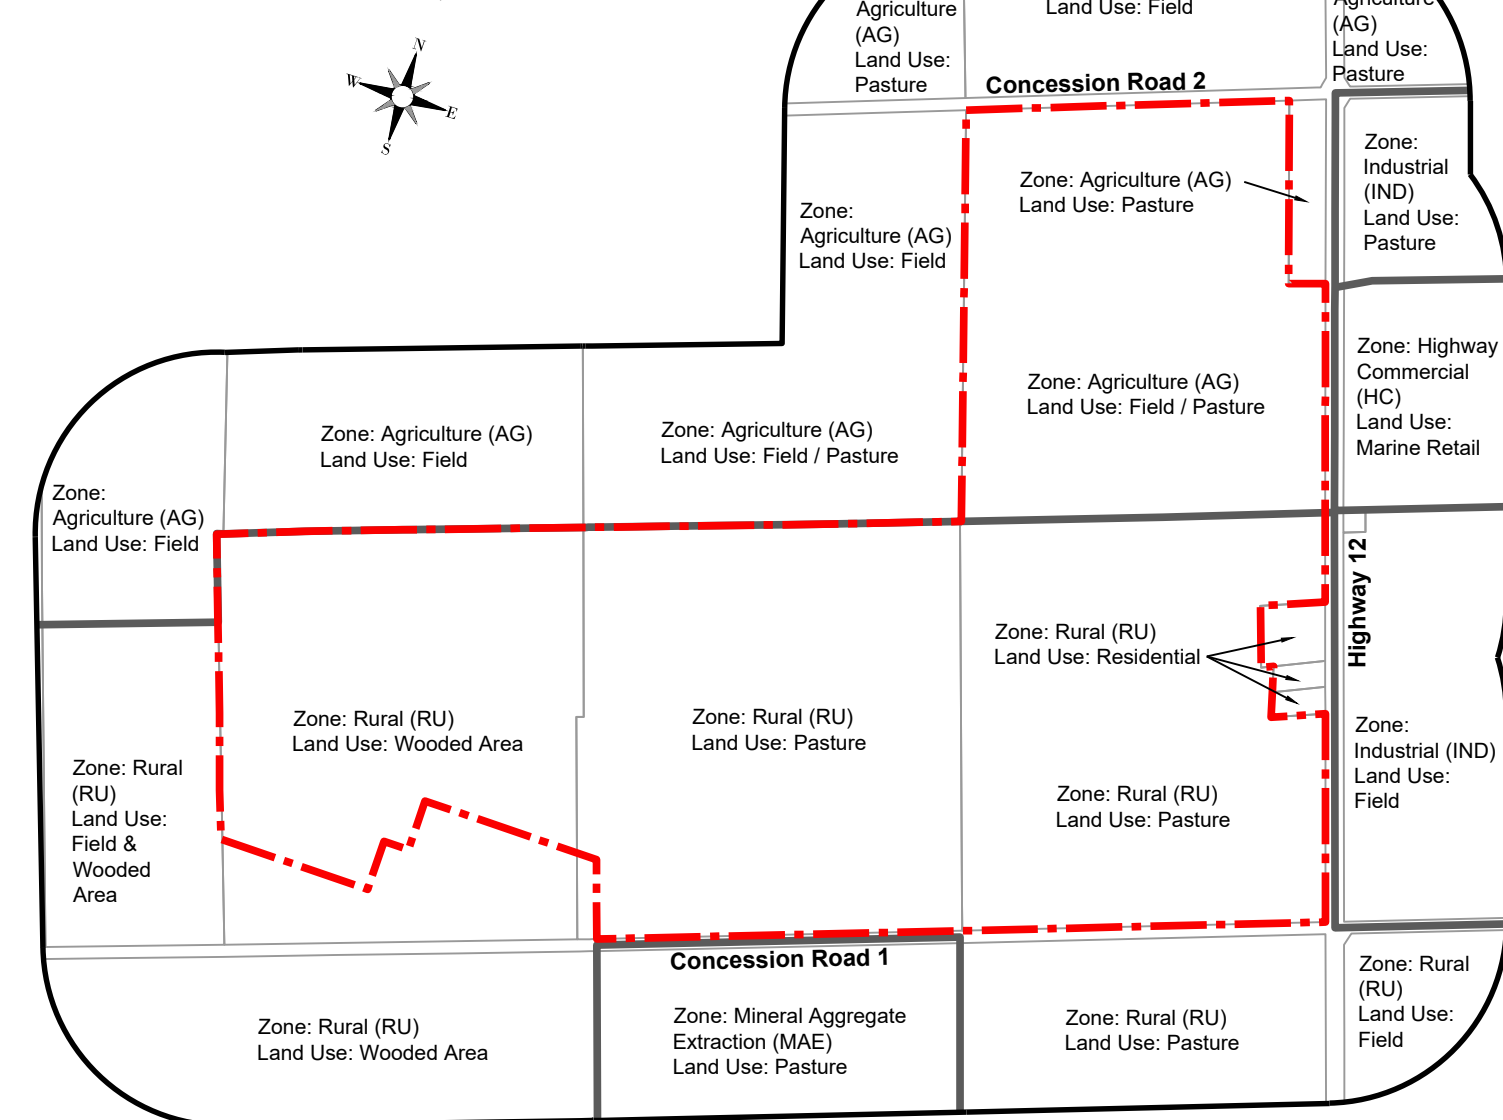 Agriculture
(AG)
Land Use:
Pasture
Land Use: Field
Agriculture
(AG)
Land Use:
Pasture
N
W
E
S
Concession Road 2
Zone: Agriculture (AG)
Land Use: Pasture
Zone:
Industrial
(IND)
Land Use:
Pasture
Zone:
Agriculture (AG)
Land Use: Field
Zone: Highway
Commercial
(HC)
Land Use:
Marine Retail
Zone: Agriculture (AG)
Land Use: Field / Pasture
Zone: Agriculture (AG)
Land Use: Field
Zone: Agriculture (AG)
Land Use: Field / Pasture
Zone:
Agriculture (AG)
Land Use: Field
Highway 12
Zone: Rural (RU)
Land Use: Residential
Zone: Rural (RU)
Land Use: Wooded Area
Zone: Rural (RU)
Land Use: Pasture
Zone:
Industrial (IND)
Land Use:
Field
Zone: Rural
(RU)
Land Use:
Field &
Wooded
Area
Zone: Rural (RU)
Land Use: Pasture
Concession Road 1
Zone: Rural (RU)
Land Use: Wooded Area
Zone: Mineral Aggregate
Extraction (MAE)
Land Use: Pasture
Zone: Rural (RU)
Land Use: Pasture
Zone: Rural
(RU)
Land Use:
Field